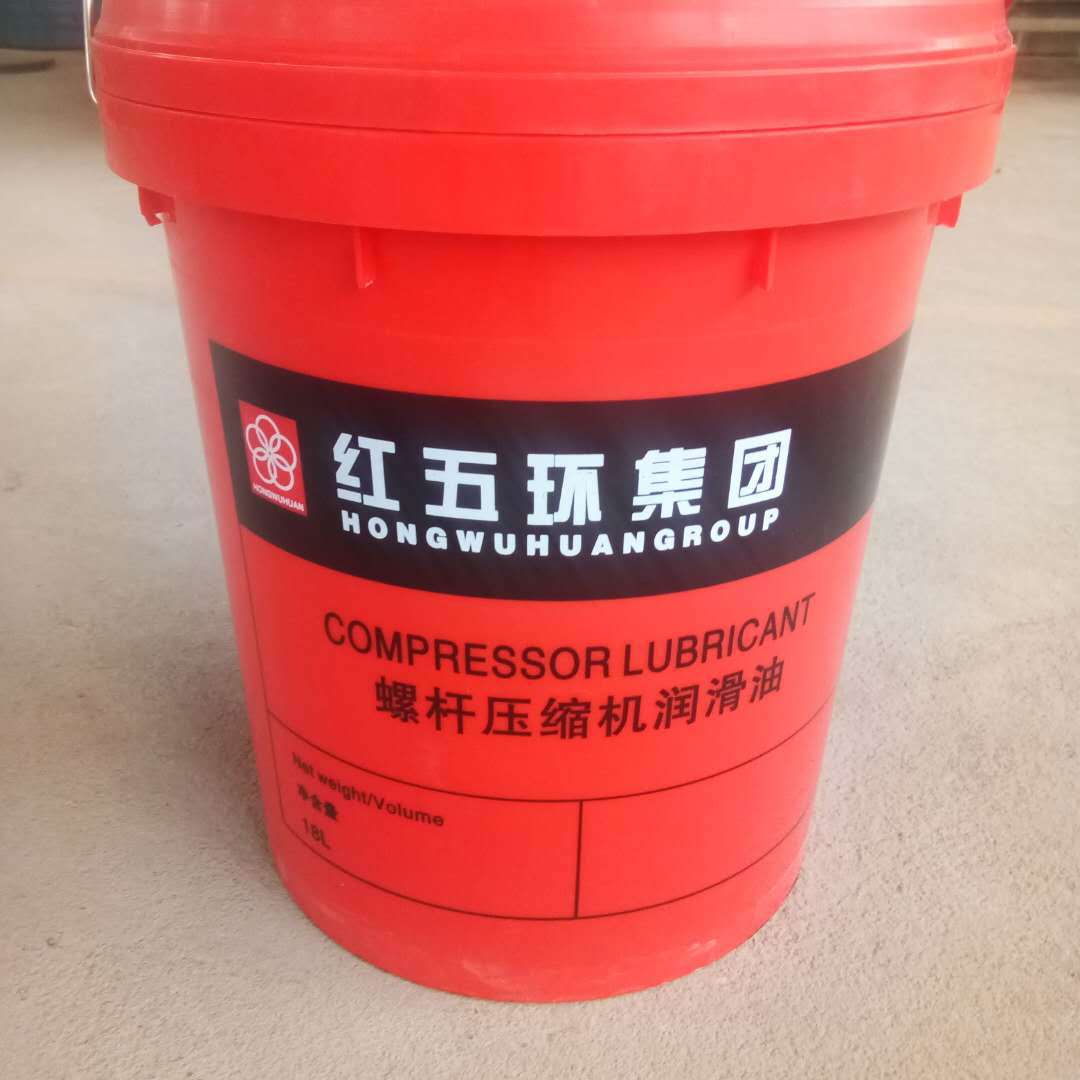 HONGWUHUAN
红五环集团
HONGWUHUANGROUP
COMPRESSOR LUBRICANT
螺杆压缩机润滑油
Net weight/Volume
净含量
18L